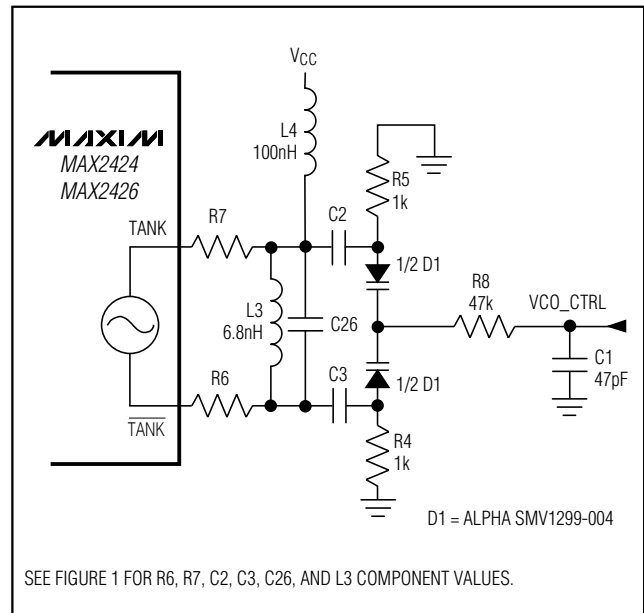 VCC
L4
100nH
MAXIM
MAX2424
MAX2426
R5
1k
TANK
R7
C2
1/2 D1
R8
47k
VCO_CTRL
L3
6.8nH
C26
C1
47pF
R6
C3
1/2 D1
TANK
R4
1k
D1 = ALPHA SMV1299-004
SEE FIGURE 1 FOR R6, R7, C2, C3, C26, AND L3 COMPONENT VALUES.